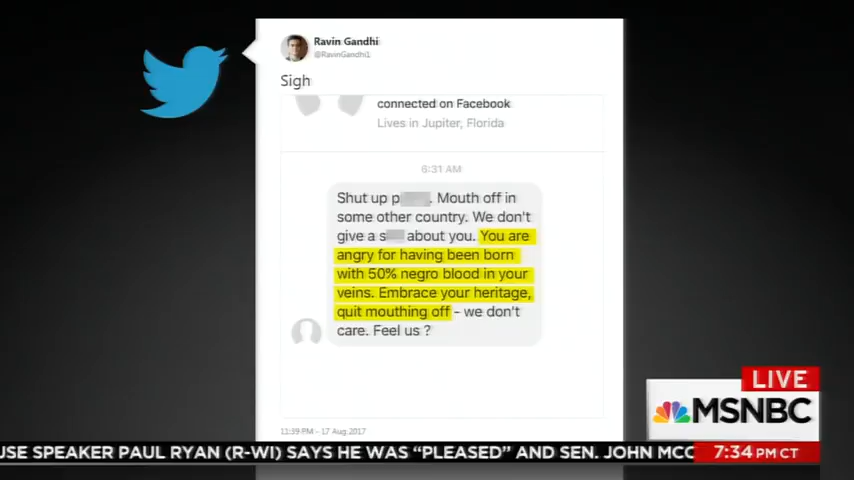 Ravin Gandhi
@RavinGandhi1
Sigh
connected on Facebook
Lives in Jupiter, Florida
6:31 AM
Shut up p. Mouth off in
some other country. We don't
give a s about you. You are
angry for having been born
with 50% negro blood in your
veins. Embrace your heritage,
quit mouthing off - we don't
care. Feel us ?
11:39 PM - 17 Aug 2017
LIVE
MSNBC
USE SPEAKER PAUL RYAN (R-WI) SAYS HE WAS “PLEASED” AND SEN. JOHN MCC
7:34 PM CT